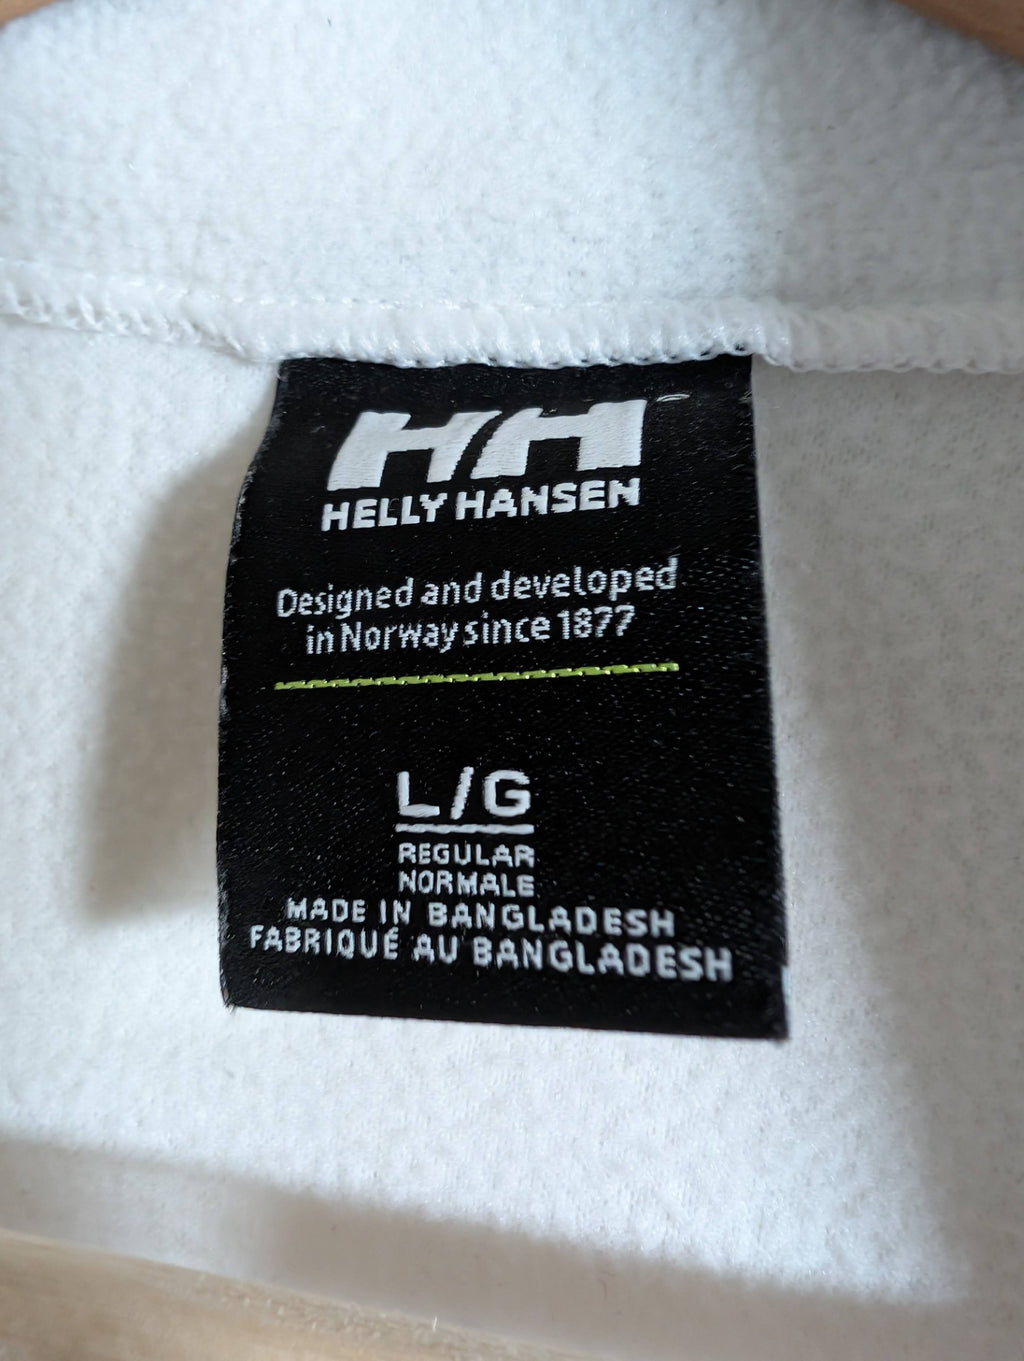 HH
HELLY HANSEN
Designed and developed
in Norway since 1877
L/G
REGULAR
NORMALE
MADE IN BANGLADESH
FABRIQUÉ AU BANGLADESH